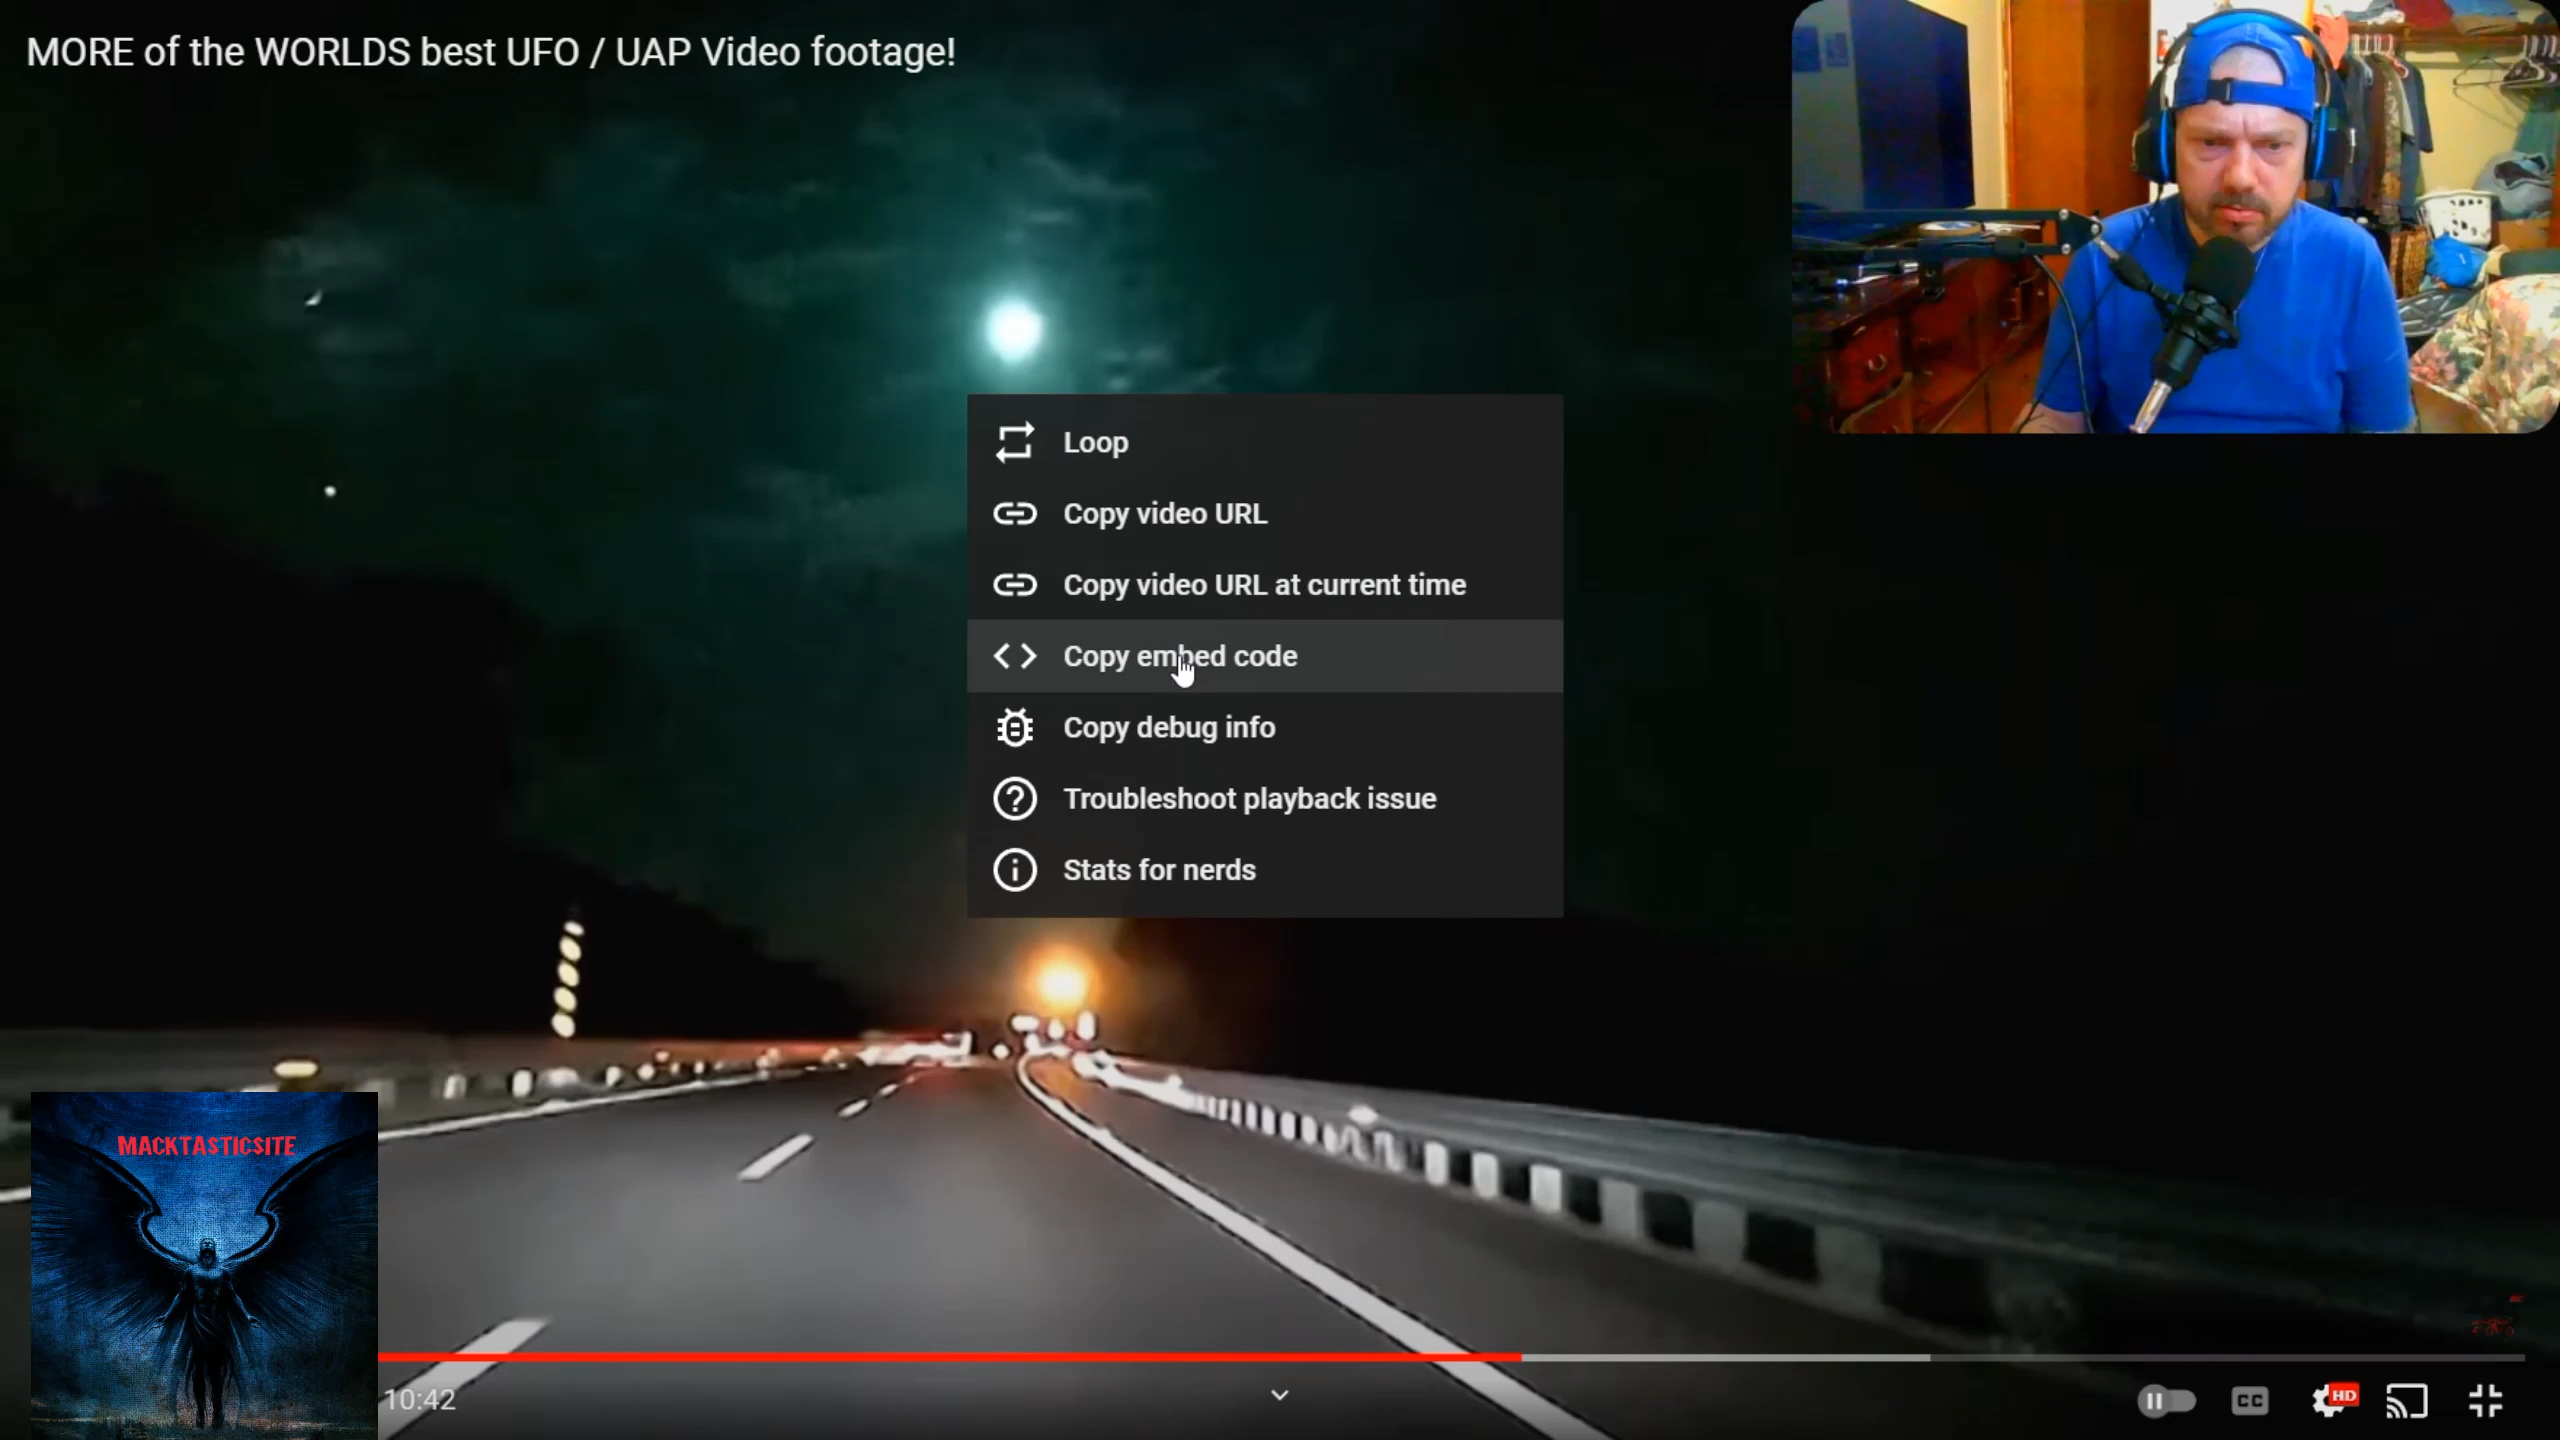 MORE of the WORLDS best UFO / UAP Video footage!
Loop
Copy video URL
Copy video URL at current time
Copy embed code
Copy debug info
Troubleshoot playback issue
Stats for nerds
MACKTASTICSITE
10:42
CC
HD